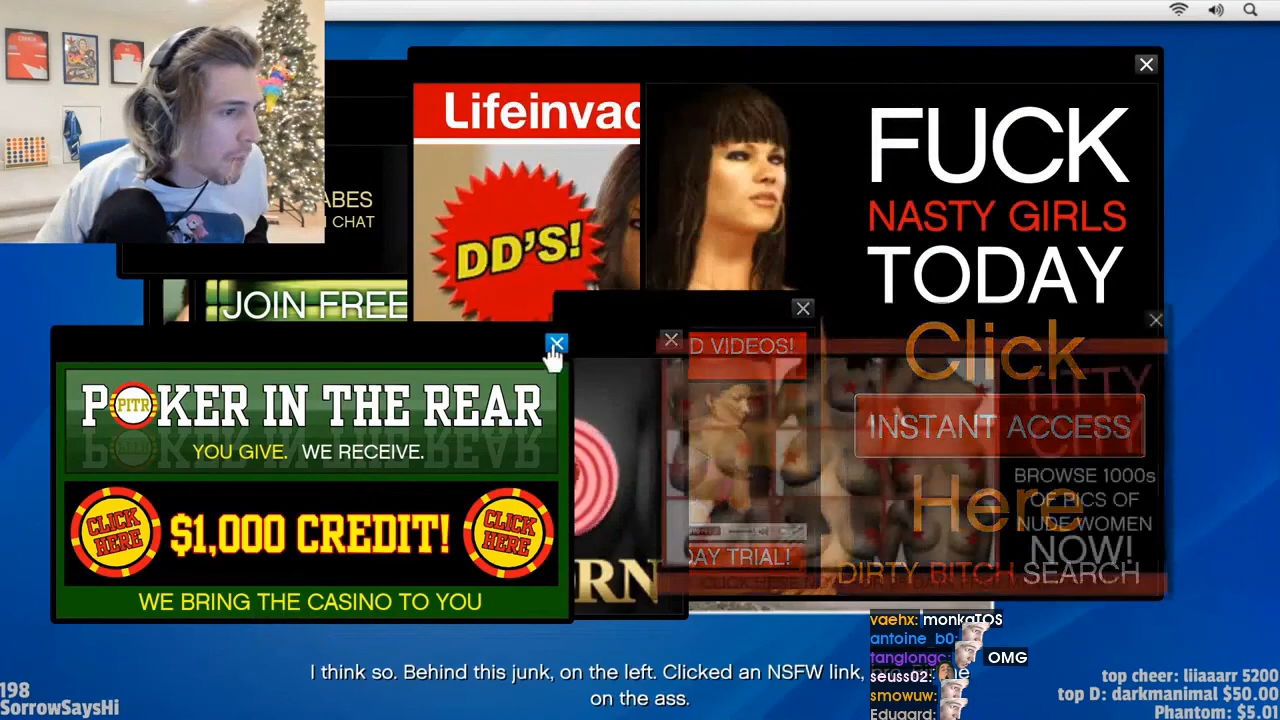 Lifeinvad
FUCK
NASTY GIRLS
TODAY
ABES
CHAT
DD'S!
JOIN FREE
Click
D VIDEOS!
TITTY
INSTANT ACCESS
POKER IN THE REAR
PITR
YOU GIVE. WE RECEIVE.
BROWSE 1000s
OF PICS OF
Here
NUDE WOMEN
NOW!
CLICK HERE
$1,000 CREDIT!
CLICK HERE
DAY TRIAL!
RN
DIRTY BITCH SEARCH
WE BRING THE CASINO TO YOU
vaehx: monkaTOS
antoine_b0:
tanglongc: OMG
seuss02:
smowuw:
I think so. Behind this junk, on the left. Clicked an NSFW link,
on the ass.
198
SorrowSaysHi
top cheer: liiaaarr 5200
top D: darkmanimal $50.00
Phantom: $5.01